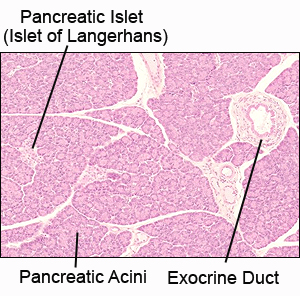 Pancreatic Islet
(Islet of Langerhans)
Pancreatic Acini
Exocrine Duct